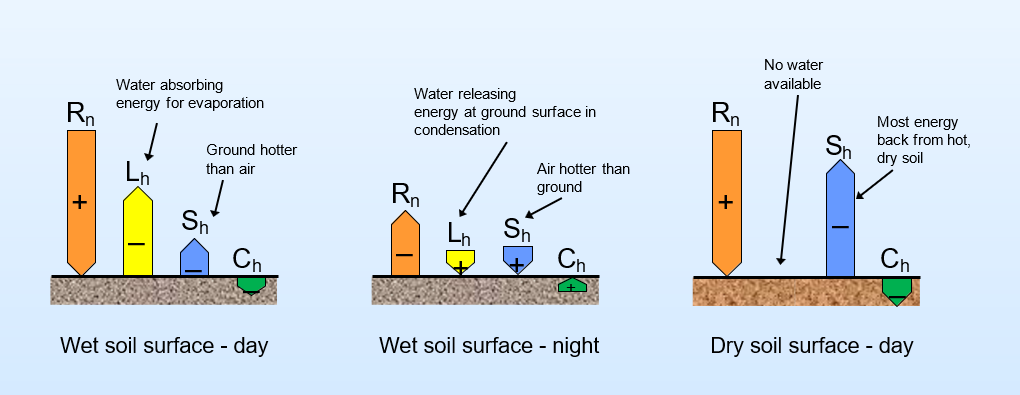 Water absorbing
energy for evaporation
Rn
Lh
Ground hotter
than air
Sh
Ch
+
−
−
−
Wet soil surface - day
Water releasing
energy at ground surface in
condensation
Air hotter than
ground
Rn
Lh
Sh
Ch
−
+
+
+
Wet soil surface - night
No water
available
Rn
Most energy
back from hot,
dry soil
Sh
Ch
+
−
−
Dry soil surface - day